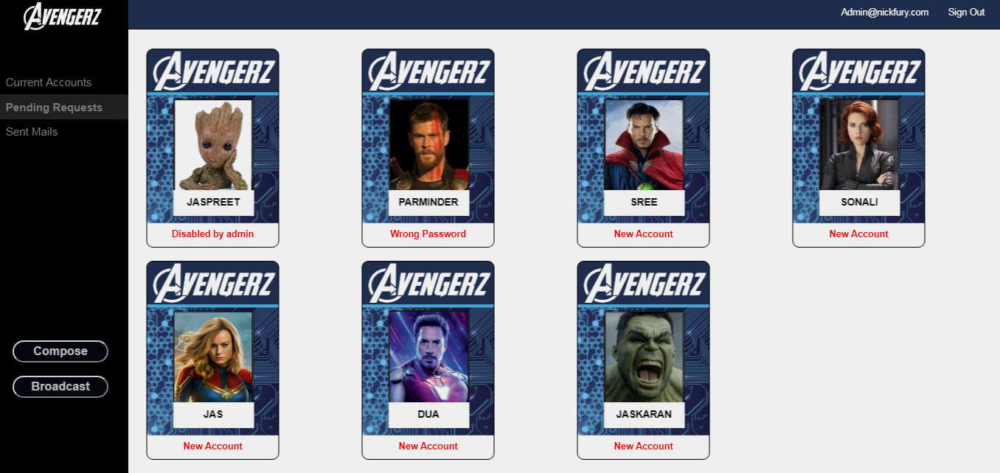 AVENGERZ
Admin@nickfury.com Sign Out
Current Accounts
Pending Requests
Sent Mails
Compose
Broadcast
AVENGERZ AVENGERZ AVENGERZ AVENGERZ
JASPREET PARMINDER SREE SONALI
Disabled by admin Wrong Password New Account New Account
AVENGERZ AVENGERZ AVENGERZ
JAS DUA JASKARAN
New Account New Account New Account